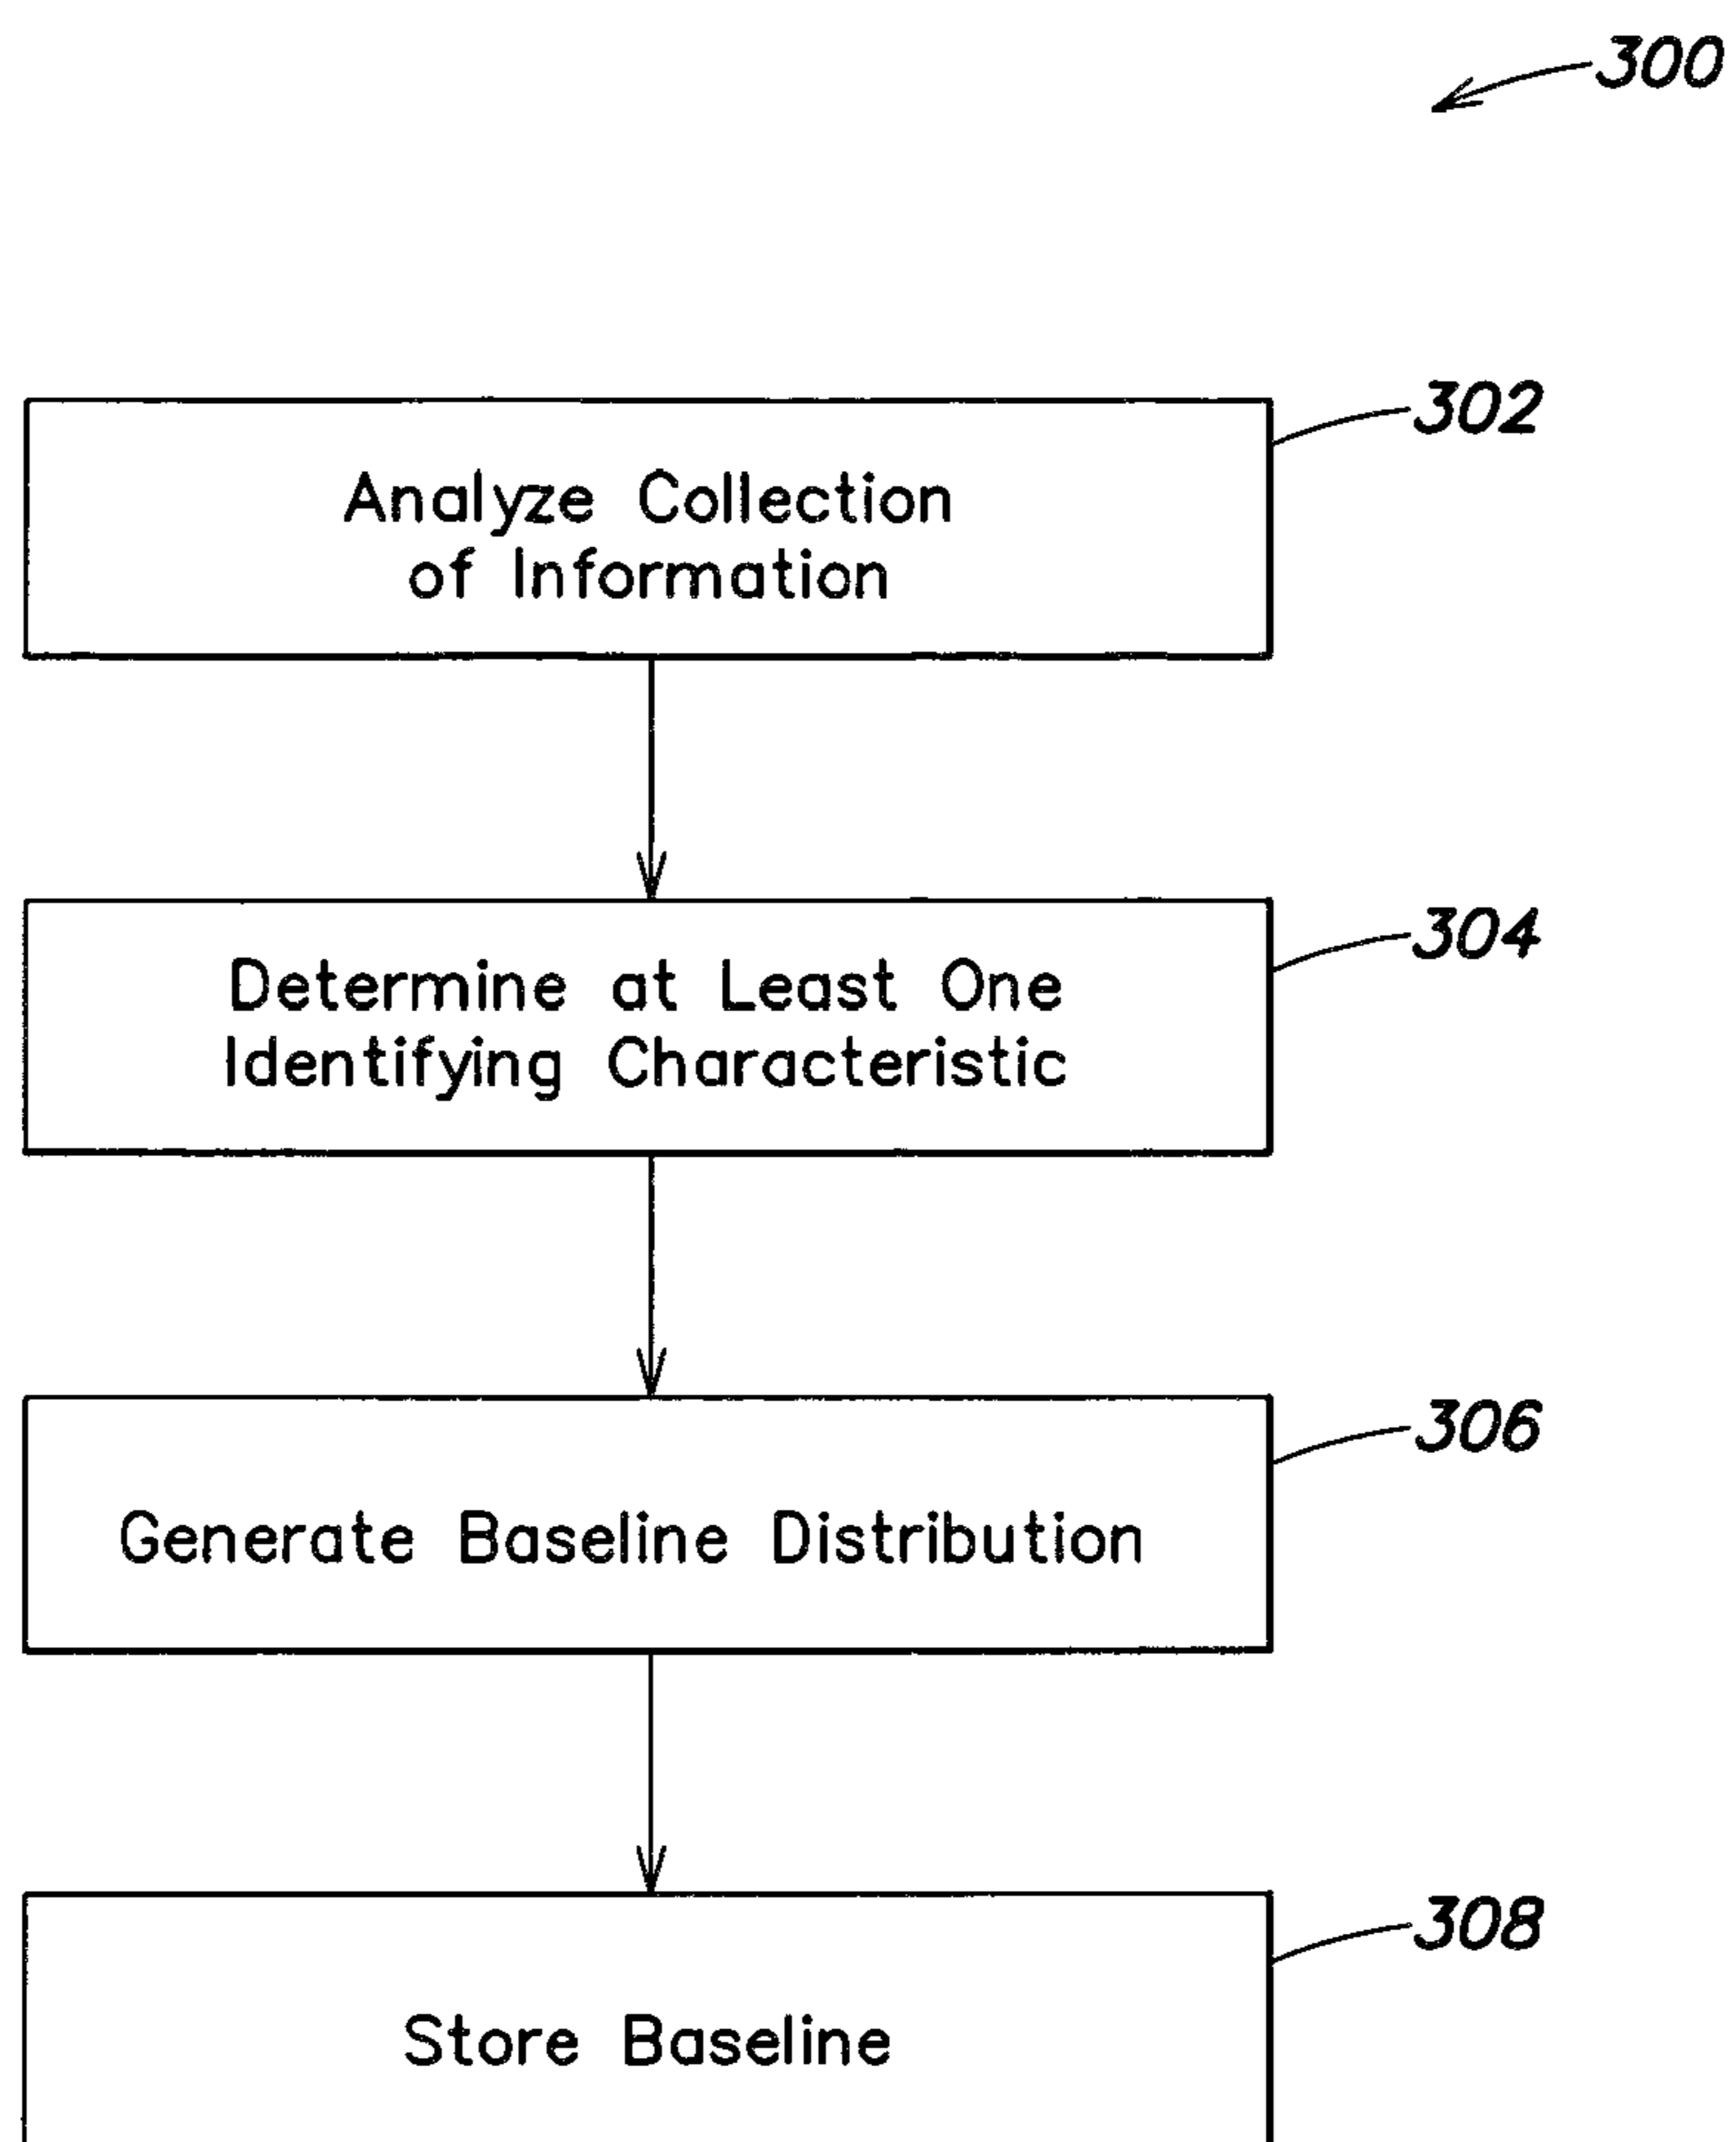 300
302
Analyze Collection
of Information
304
Determine at Least One
Identifying Characteristic
306
Generate Baseline Distribution
308
Store Baseline